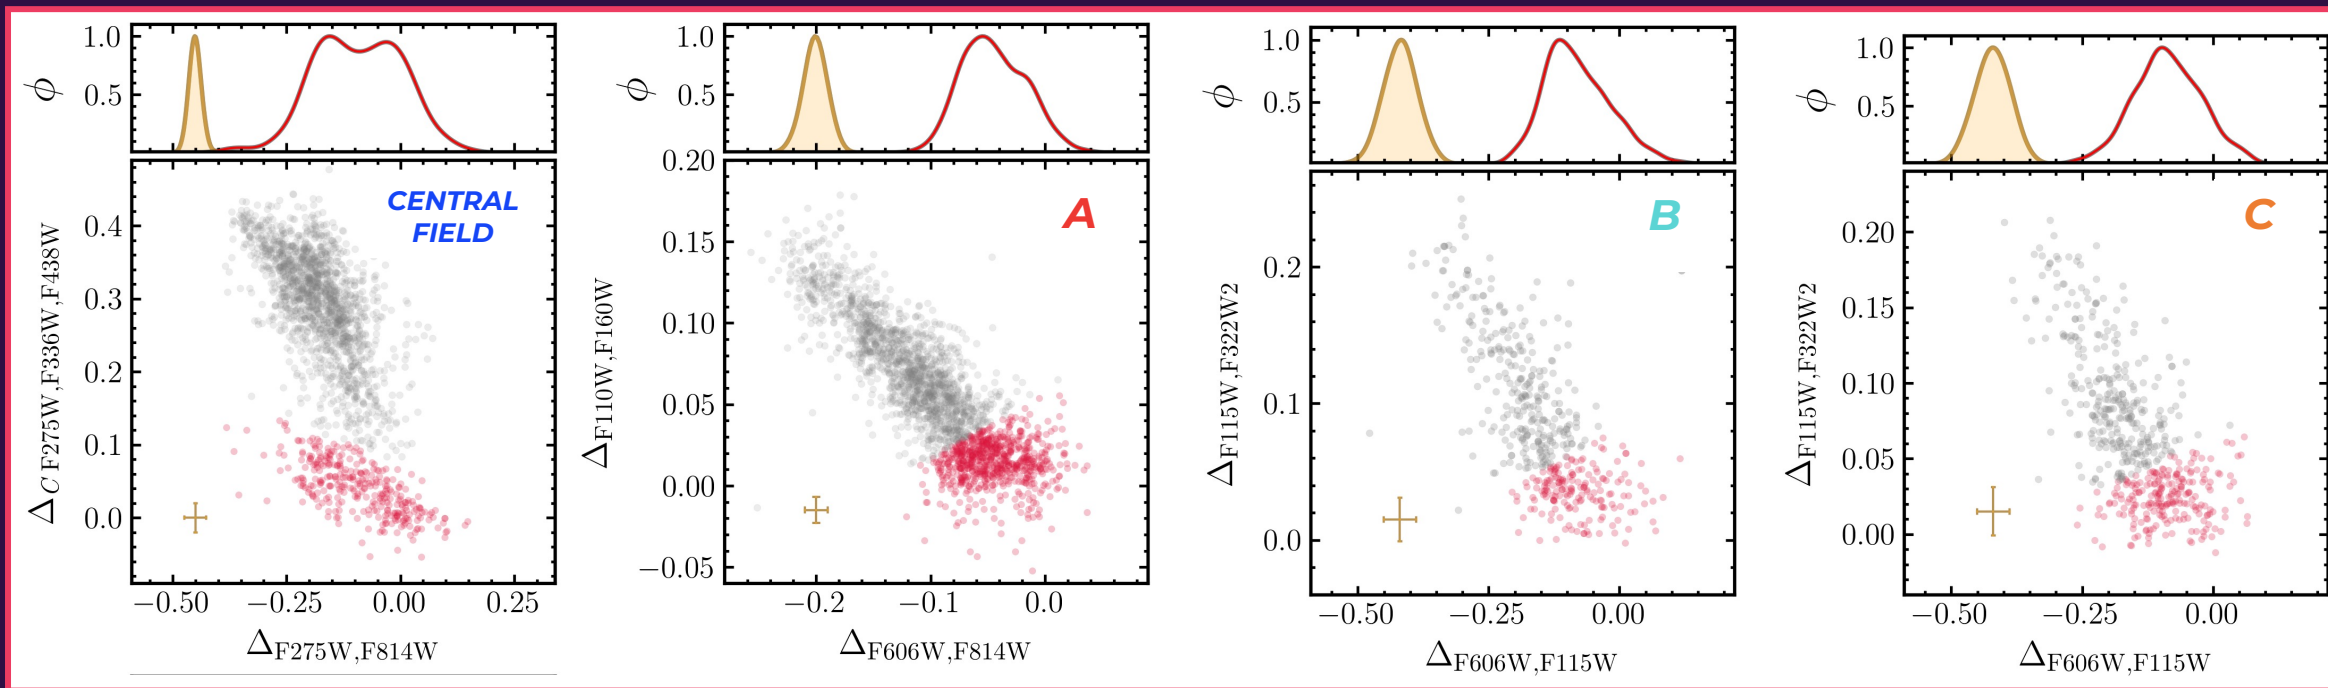 ϕ
1.0
0.5
Δ_C F275W,F336W,F438W
0.4
0.3
0.2
0.1
0.0
CENTRAL
FIELD
−0.50 −0.25 0.00 0.25
Δ_F275W,F814W
ϕ
1.0
0.5
Δ_F110W,F160W
0.20
0.15
0.10
0.05
0.00
−0.05
A
−0.2 −0.1 0.0
Δ_F606W,F814W
ϕ
1.0
0.5
Δ_F115W,F322W2
0.2
0.1
0.0
B
−0.50 −0.25 0.00
Δ_F606W,F115W
ϕ
1.0
0.5
Δ_F115W,F322W2
0.20
0.15
0.10
0.05
0.00
C
−0.50 −0.25 0.00
Δ_F606W,F115W